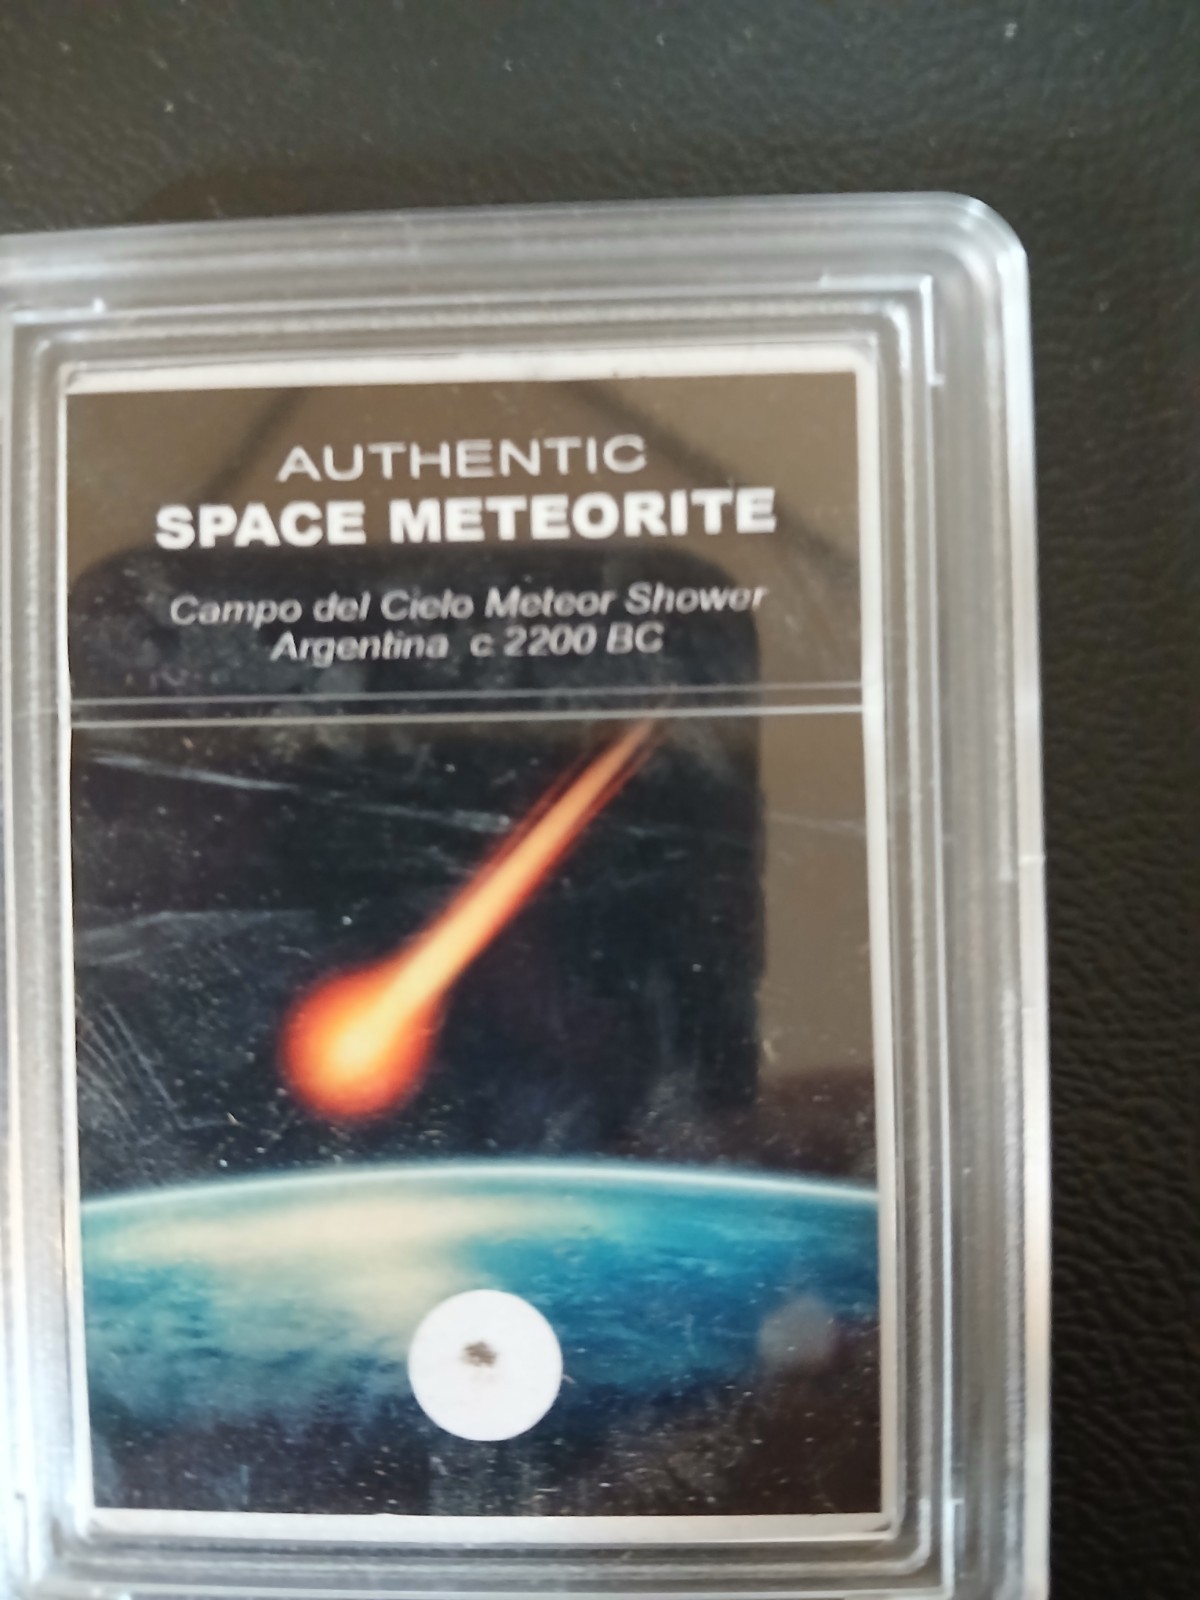 AUTHENTIC
SPACE METEORITE
Campo del Cielo Meteor Shower
Argentina c 2200 BC